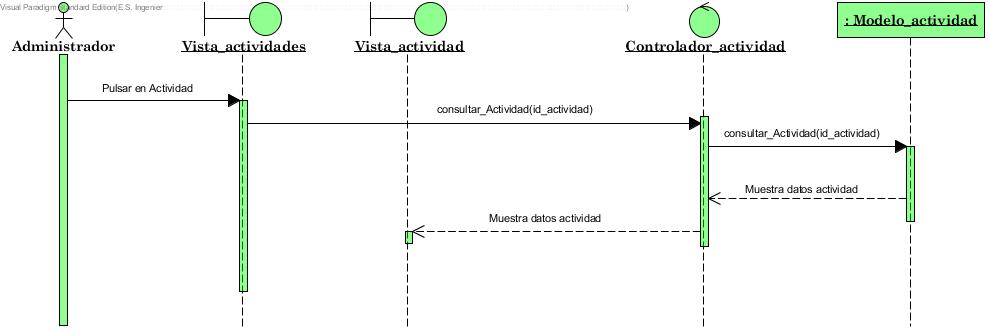 Visual Paradigm Standard Edition(E.S. Ingenier )
Administrador
Vista_actividades
Vista_actividad
Controlador_actividad
: Modelo_actividad
Pulsar en Actividad
consultar_Actividad(id_actividad)
consultar_Actividad(id_actividad)
Muestra datos actividad
Muestra datos actividad